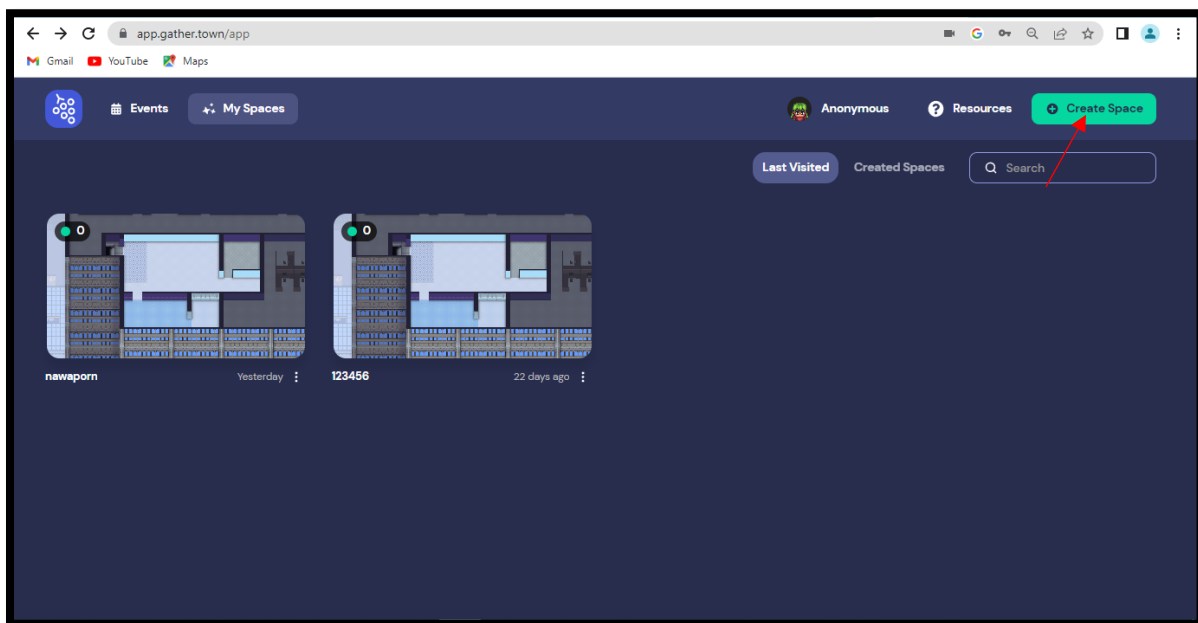 app.gather.town/app
Gmail YouTube Maps
Events My Spaces Anonymous Resources Create Space
Last Visited Created Spaces Search
0 0
nawaporn Yesterday 123456 22 days ago